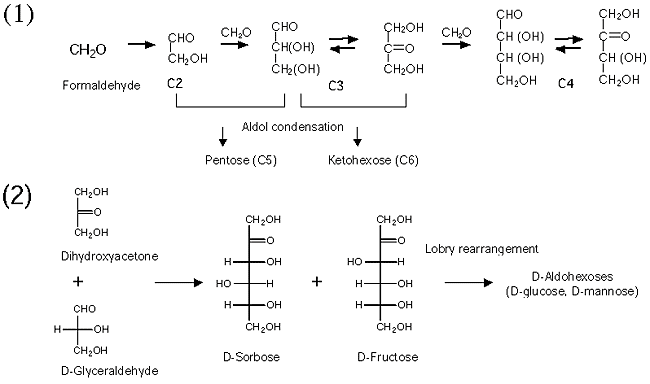 (1)
CH2O
Formaldehyde
CHO
CH2OH
C2
CH2O
CHO
CH(OH)
CH2(OH)
C3
CH2OH
O
CH2OH
CH2O
CHO
CH (OH)
CH (OH)
CH2OH
C4
CH2OH
O
CH(OH)
CH2OH
Aldol condensation
Pentose (C5)
Ketohexose (C6)
(2)
CH2OH
O
CH2OH
Dihydroxyacetone
+
CHO
H OH
CH2OH
D-Glyceraldehyde
CH2OH
O
H OH
HO H
H OH
CH2OH
D-Sorbose
+
CH2OH
O
HO H
H OH
H OH
CH2OH
D-Fructose
Lobry rearrangement
D-Aldohexoses
(D-glucose, D-mannose)